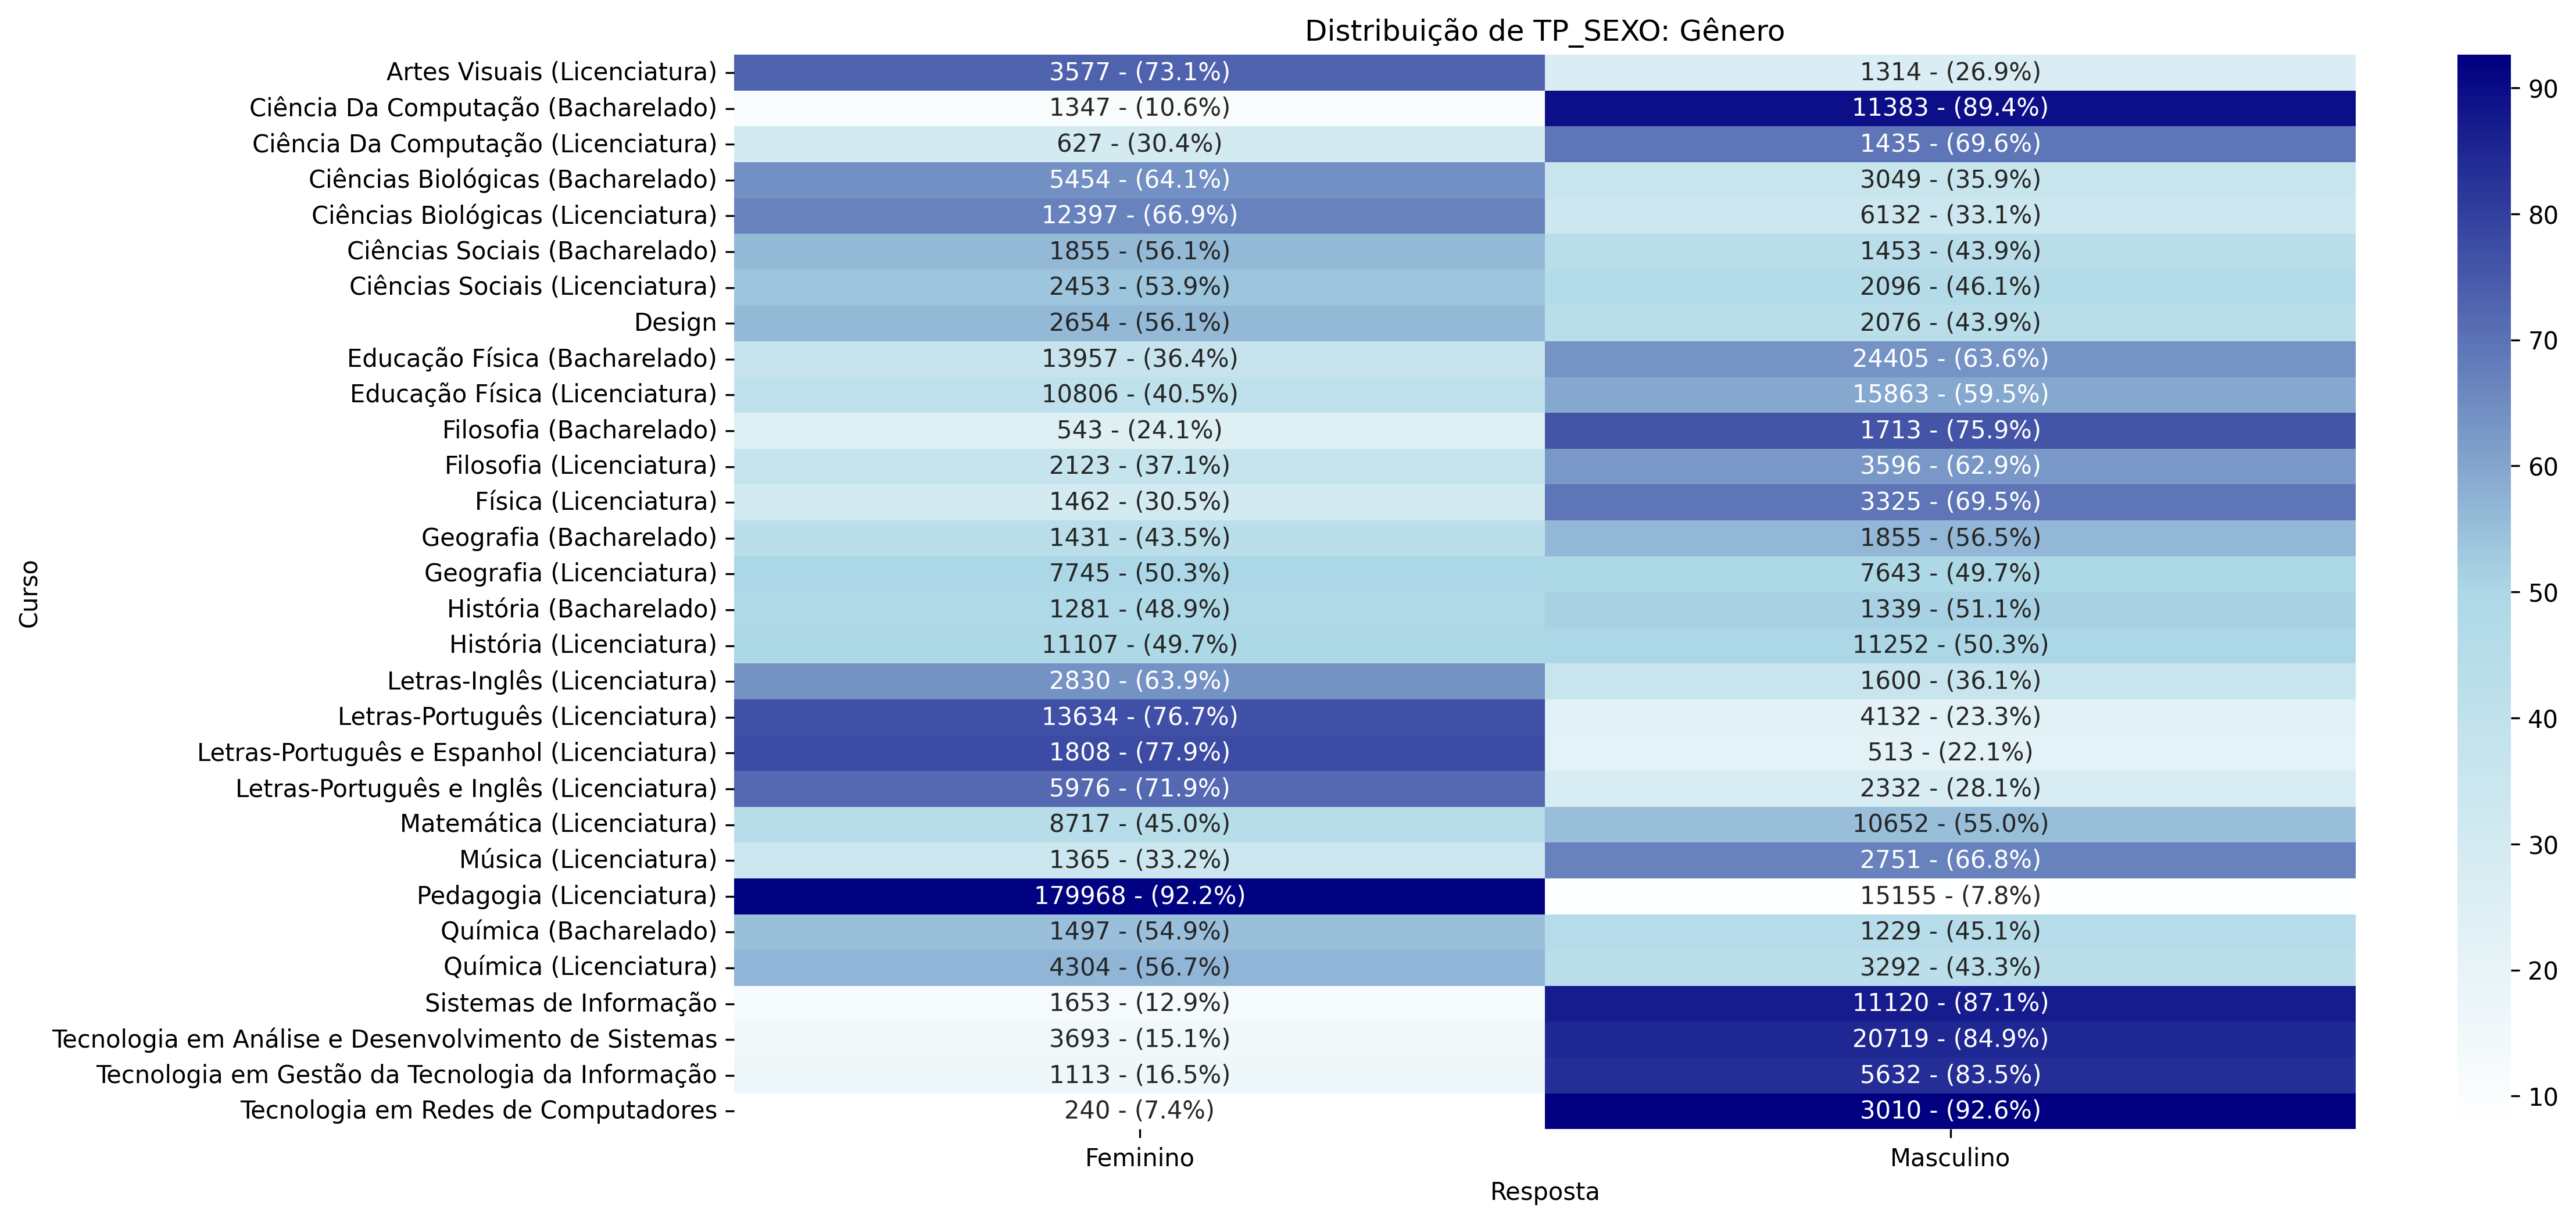 Distribuição de TP_SEXO: Gênero
Artes Visuais (Licenciatura) 3577 - (73.1%) 1314 - (26.9%)
Ciência Da Computação (Bacharelado) 1347 - (10.6%) 11383 - (89.4%)
Ciência Da Computação (Licenciatura) 627 - (30.4%) 1435 - (69.6%)
Ciências Biológicas (Bacharelado) 5454 - (64.1%) 3049 - (35.9%)
Ciências Biológicas (Licenciatura) 12397 - (66.9%) 6132 - (33.1%)
Ciências Sociais (Bacharelado) 1855 - (56.1%) 1453 - (43.9%)
Ciências Sociais (Licenciatura) 2453 - (53.9%) 2096 - (46.1%)
Design 2654 - (56.1%) 2076 - (43.9%)
Educação Física (Bacharelado) 13957 - (36.4%) 24405 - (63.6%)
Educação Física (Licenciatura) 10806 - (40.5%) 15863 - (59.5%)
Filosofia (Bacharelado) 543 - (24.1%) 1713 - (75.9%)
Filosofia (Licenciatura) 2123 - (37.1%) 3596 - (62.9%)
Física (Licenciatura) 1462 - (30.5%) 3325 - (69.5%)
Geografia (Bacharelado) 1431 - (43.5%) 1855 - (56.5%)
Geografia (Licenciatura) 7745 - (50.3%) 7643 - (49.7%)
História (Bacharelado) 1281 - (48.9%) 1339 - (51.1%)
História (Licenciatura) 11107 - (49.7%) 11252 - (50.3%)
Letras-Inglês (Licenciatura) 2830 - (63.9%) 1600 - (36.1%)
Letras-Português (Licenciatura) 13634 - (76.7%) 4132 - (23.3%)
Letras-Português e Espanhol (Licenciatura) 1808 - (77.9%) 513 - (22.1%)
Letras-Português e Inglês (Licenciatura) 5976 - (71.9%) 2332 - (28.1%)
Matemática (Licenciatura) 8717 - (45.0%) 10652 - (55.0%)
Música (Licenciatura) 1365 - (33.2%) 2751 - (66.8%)
Pedagogia (Licenciatura) 179968 - (92.2%) 15155 - (7.8%)
Química (Bacharelado) 1497 - (54.9%) 1229 - (45.1%)
Química (Licenciatura) 4304 - (56.7%) 3292 - (43.3%)
Sistemas de Informação 1653 - (12.9%) 11120 - (87.1%)
Tecnologia em Análise e Desenvolvimento de Sistemas 3693 - (15.1%) 20719 - (84.9%)
Tecnologia em Gestão da Tecnologia da Informação 1113 - (16.5%) 5632 - (83.5%)
Tecnologia em Redes de Computadores 240 - (7.4%) 3010 - (92.6%)
Feminino Masculino
Resposta
Curso
90
80
70
60
50
40
30
20
10